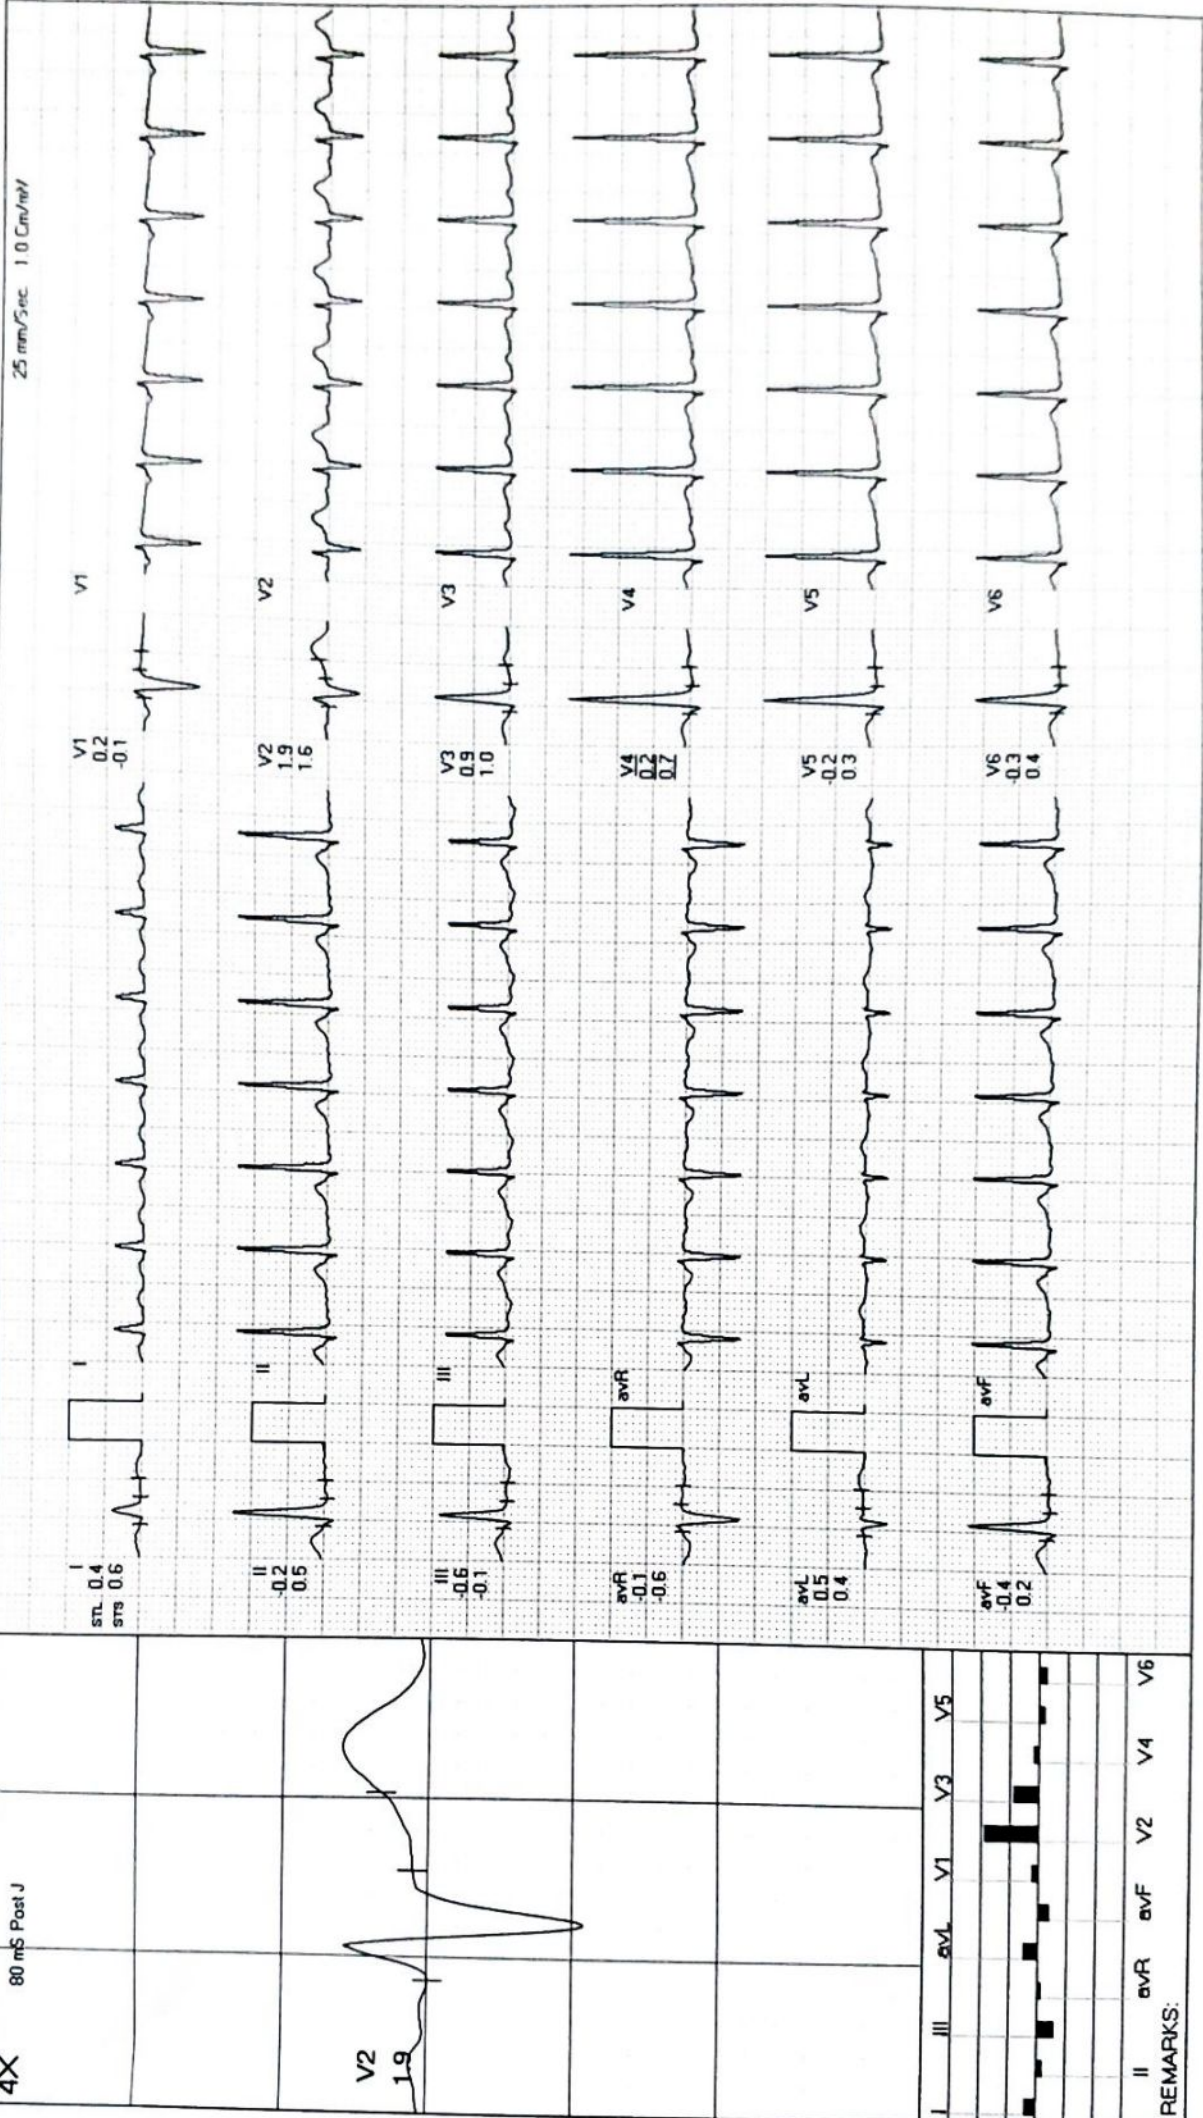 4X
80 mS Post J
25 mm/Sec 1.0 Cm/mV
V2
1.9
I
STL 0.4
STS 0.6
I
V1
0.2
-0.1
V1
II
-0.2
0.5
II
V2
1.9
1.6
V2
III
-0.6
-0.1
III
V3
0.9
1.0
V3
avR
-0.1
-0.6
avR
V4
0.2
0.7
V4
avL
0.5
0.4
avL
V5
-0.2
0.3
V5
avF
-0.4
0.2
avF
V6
-0.3
0.4
V6
I III avL V1 V3 V5
II avR avF V2 V4 V6
REMARKS: